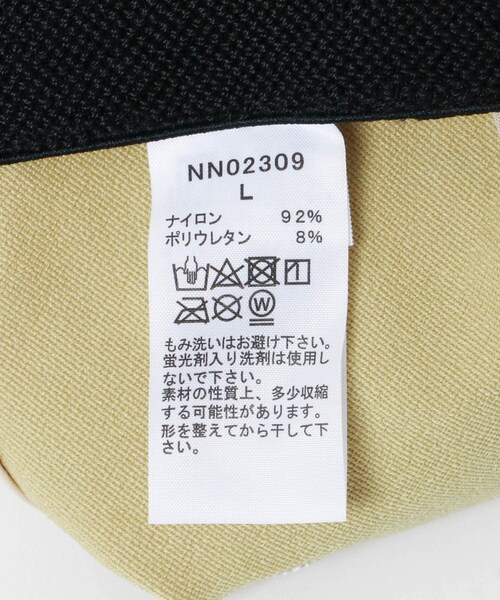 NN02309
L
ナイロン 92%
ポリウレタン 8%
W
もみ洗いはお避け下さい。
蛍光剤入り洗剤は使用し
ないで下さい。
素材の性質上、多少収縮
する可能性があります。
形を整えてから干して下
さい。